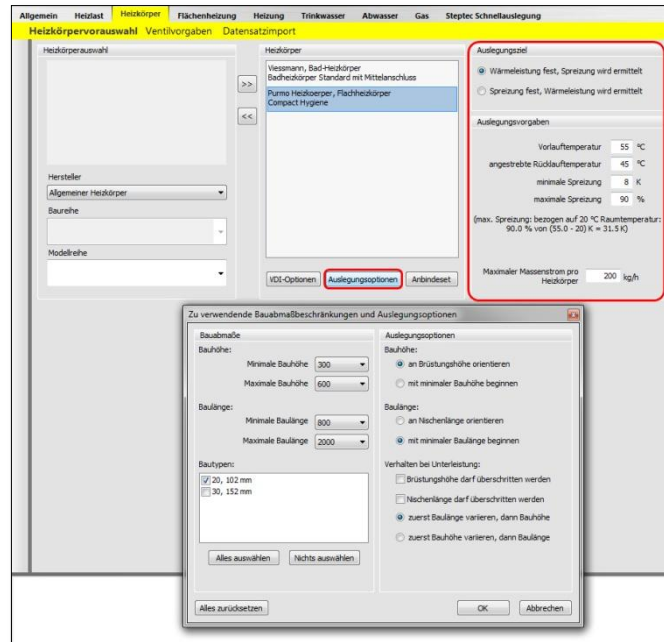 Allgemein Heizlast Heizkörper Flächenheizung Heizung Trinkwasser Abwasser Gas Steptec Schnellauslegung
Heizkörpervorauswahl Ventilvorgaben Datensatzimport
Heizkörperauswahl
Hersteller
Allgemeiner Heizkörper
Baureihe
Modellreihe
>>
<<
Heizkörper
Viessmann, Bad-Heizkörper
Badheizkörper Standard mit Mittelanschluss
Purmo Heizkoerper, Flachheizkörper
Compact Hygiene
VDI-Optionen Auslegungsoptionen Anbindeset
Auslegungsziel
Wärmeleistung fest, Spreizung wird ermittelt
Spreizung fest, Wärmeleistung wird ermittelt
Auslegungsvorgaben
Vorlauftemperatur 55 °C
angestrebte Rücklauftemperatur 45 °C
minimale Spreizung 8 K
maximale Spreizung 90 %
(max. Spreizung: bezogen auf 20 °C Raumtemperatur:
90.0 % von (55.0 - 20) K = 31.5 K)
Maximaler Massenstrom pro
Heizkörper 200 kg/h
Zu verwendende Bauabmaßbeschränkungen und Auslegungsoptionen
Bauabmaße
Bauhöhe:
Minimale Bauhöhe 300
Maximale Bauhöhe 600
Baulänge:
Minimale Baulänge 800
Maximale Baulänge 2000
Bautypen:
20, 102 mm
30, 152 mm
Alles auswählen Nichts auswählen
Auslegungsoptionen
Bauhöhe:
an Brüstungshöhe orientieren
mit minimaler Bauhöhe beginnen
Baulänge:
an Nischenlänge orientieren
mit minimaler Baulänge beginnen
Verhalten bei Unterleistung:
Brüstungshöhe darf überschritten werden
Nischenlänge darf überschritten werden
zuerst Baulänge variieren, dann Bauhöhe
zuerst Bauhöhe variieren, dann Baulänge
Alles zurücksetzen OK Abbrechen